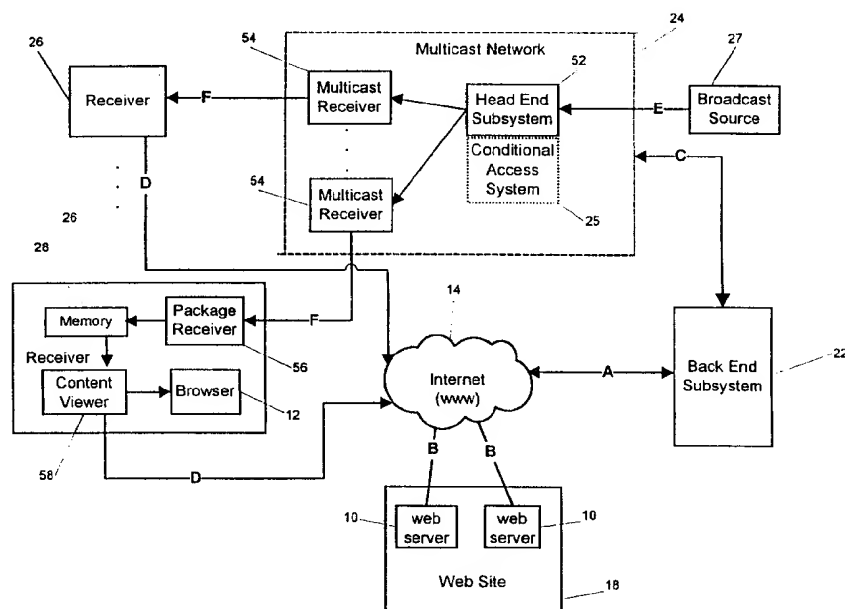 26
54
Multicast Network
24
52
27
Receiver
F
Multicast
Receiver
Head End
Subsystem
E
Broadcast
Source
Conditional
Access
System
C
D
54
Multicast
Receiver
25
26
28
Memory
Package
Receiver
F
14
Receiver
56
Internet
(www)
A
Back End
Subsystem
22
Content
Viewer
Browser
12
58
D
B
B
10
web
server
web
server
10
Web Site
18